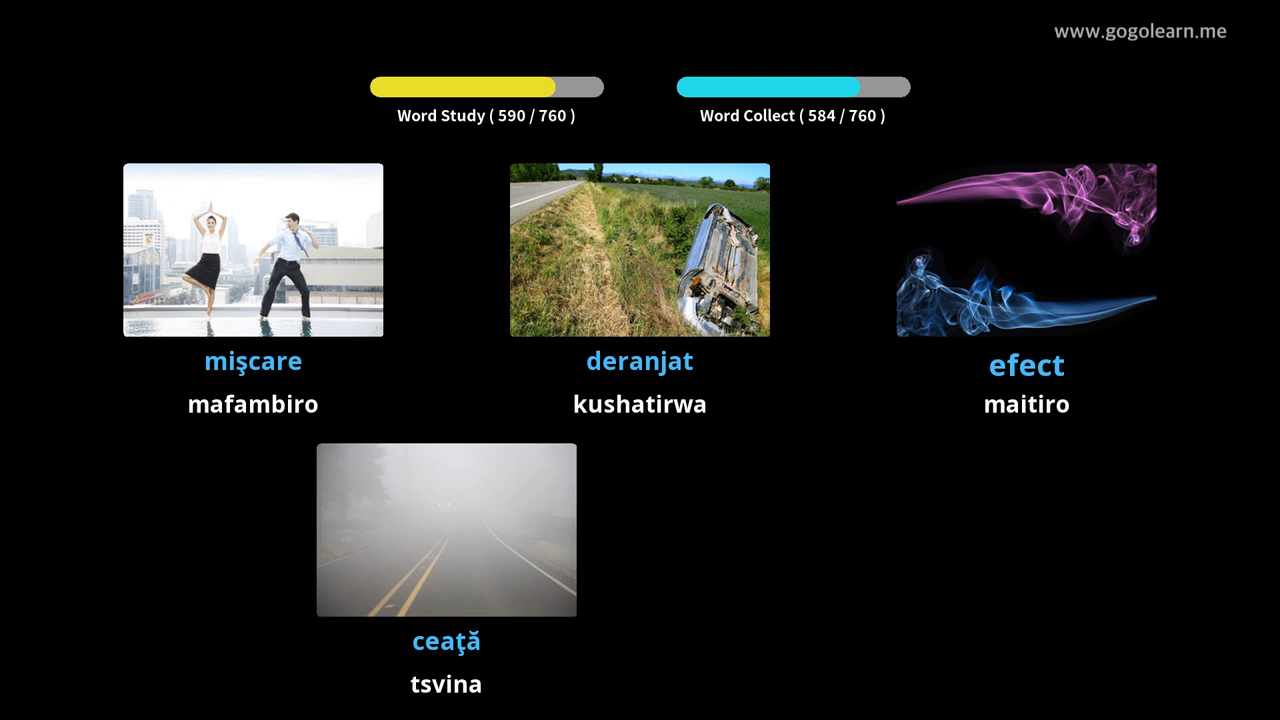 www.gogolearn.me
Word Study ( 590 / 760 )
Word Collect ( 584 / 760 )
mişcare
deranjat
efect
mafambiro
kushatirwa
maitiro
ceaţă
tsvina